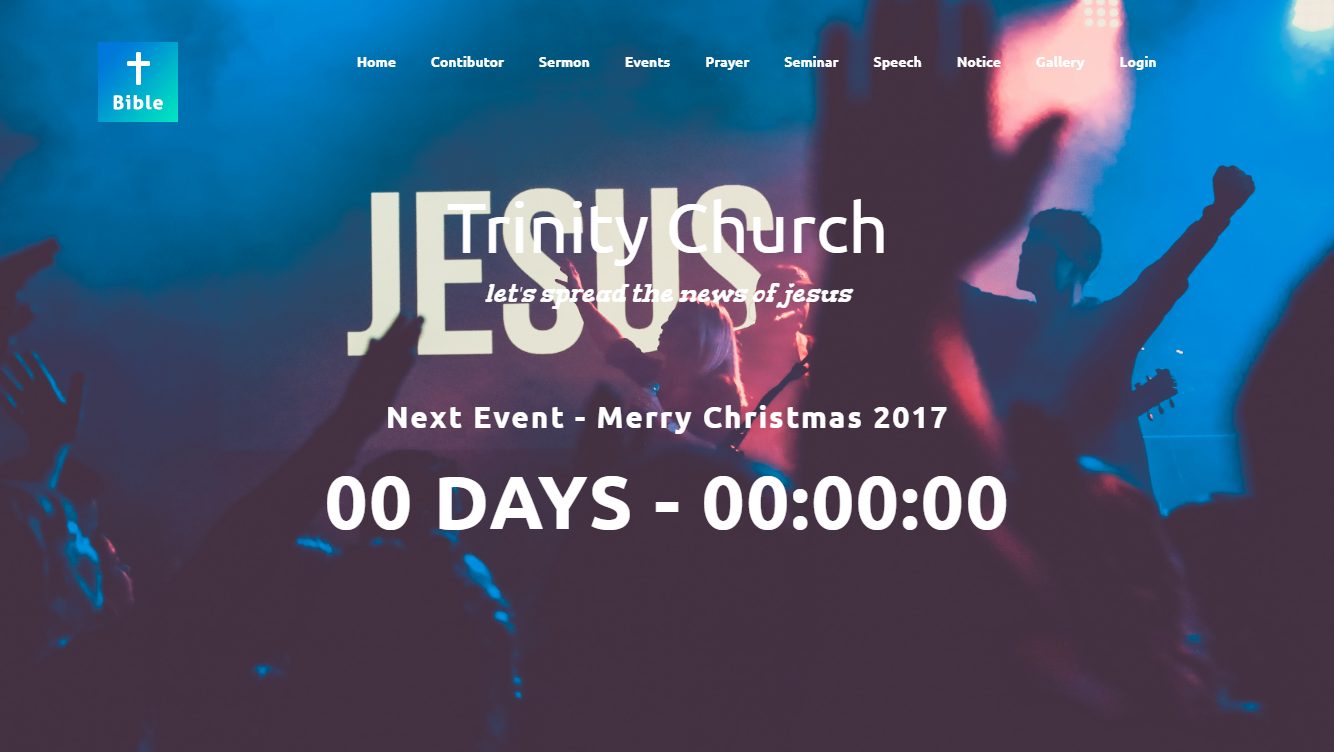 Home Contibutor Sermon Events Prayer Seminar Speech Notice Gallery Login
Bible
JESUS
Trinity Church
let's spread the news of jesus
Next Event - Merry Christmas 2017
00 DAYS - 00:00:00